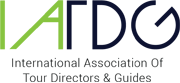 IATDG
International Association Of
Tour Directors & Guides